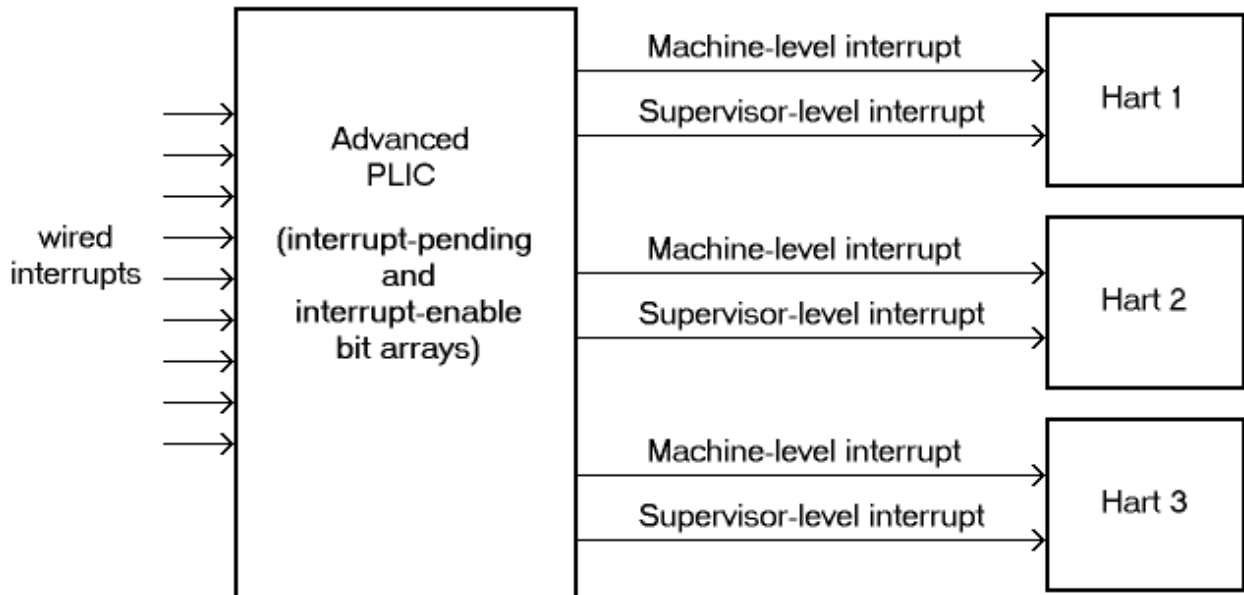 wired
interrupts
Advanced
PLIC
(interrupt-pending
and
interrupt-enable
bit arrays)
Machine-level interrupt
Supervisor-level interrupt
Hart 1
Machine-level interrupt
Supervisor-level interrupt
Hart 2
Machine-level interrupt
Supervisor-level interrupt
Hart 3